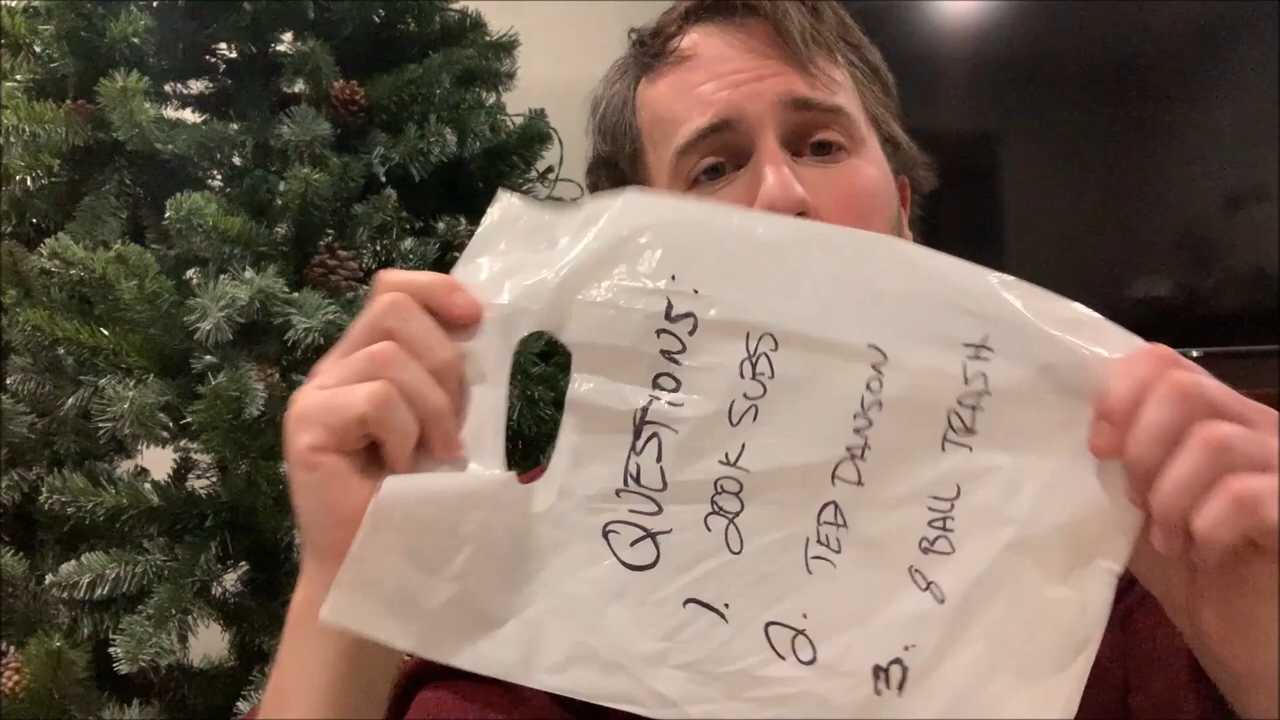 QUESTIONS:
1. 200K SUBS
2. TED DANSON
3. 8 BALL TRASH